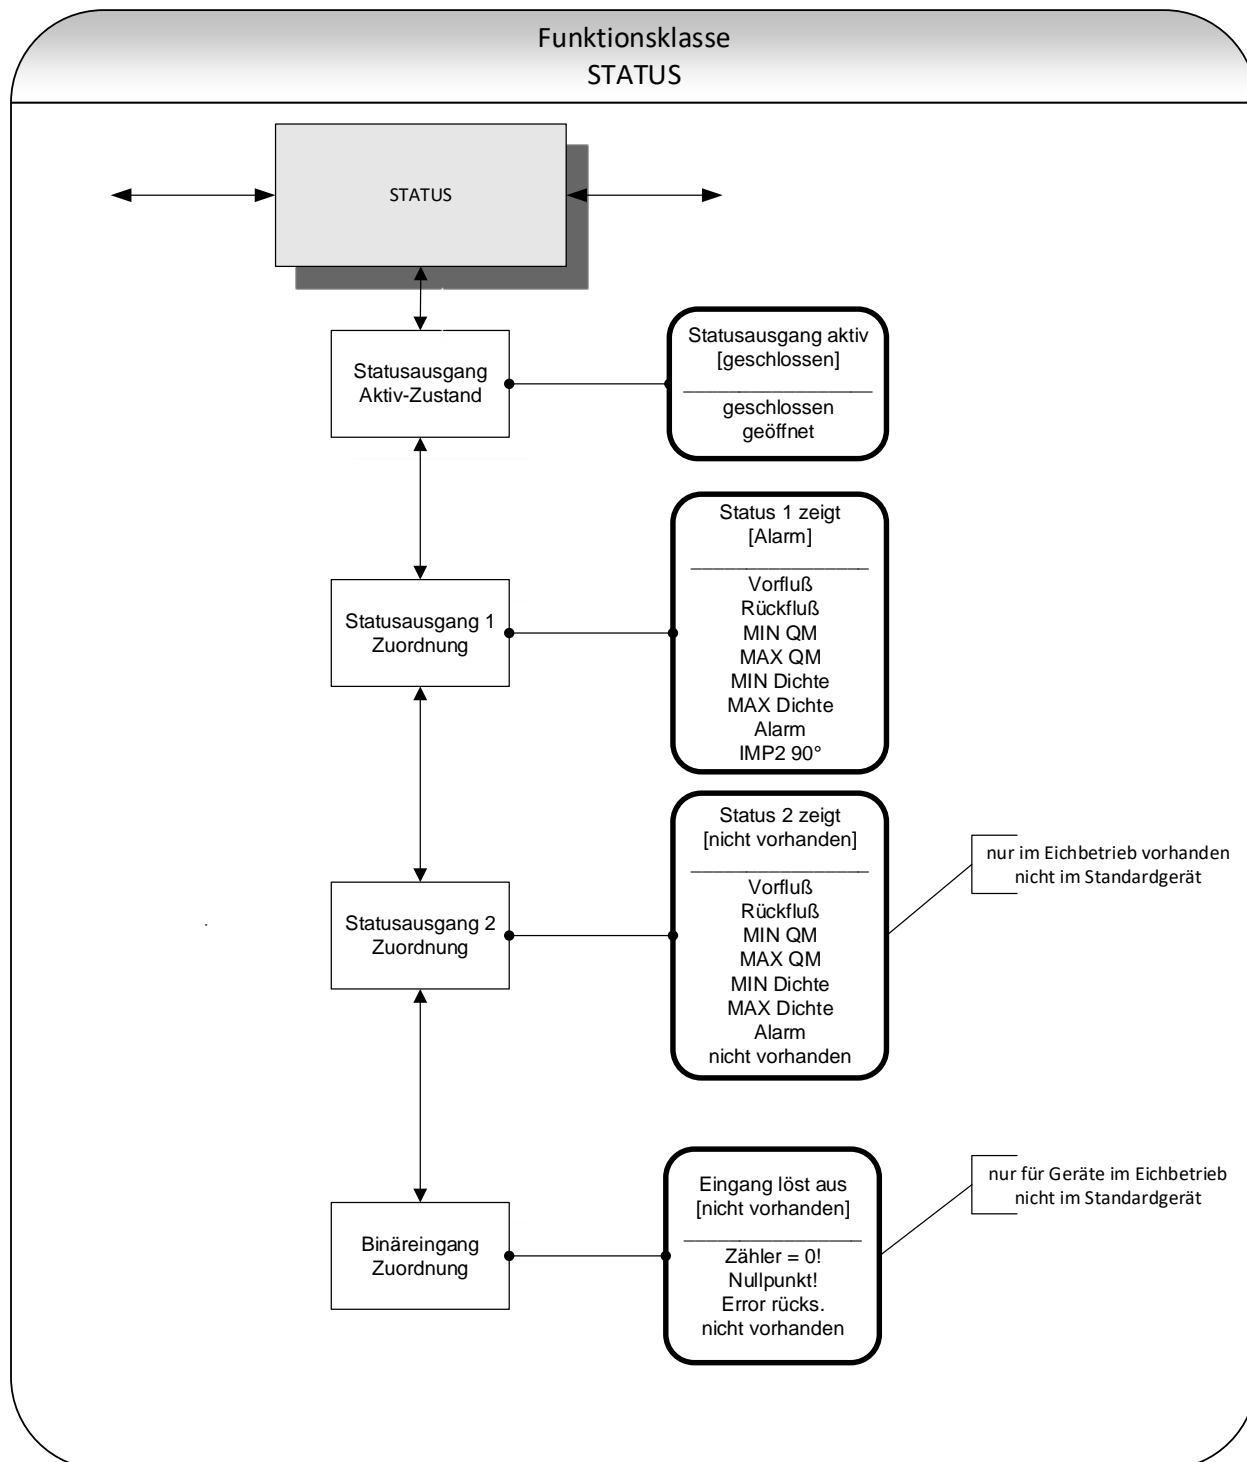 Funktionsklasse
STATUS
STATUS
Statusausgang
Aktiv-Zustand
Statusausgang aktiv
[geschlossen]
geschlossen
geöffnet
Statusausgang 1
Zuordnung
Status 1 zeigt
[Alarm]
Vorfluß
Rückfluß
MIN QM
MAX QM
MIN Dichte
MAX Dichte
Alarm
IMP2 90°
Statusausgang 2
Zuordnung
Status 2 zeigt
[nicht vorhanden]
Vorfluß
Rückfluß
MIN QM
MAX QM
MIN Dichte
MAX Dichte
Alarm
nicht vorhanden
nur im Eichbetrieb vorhanden
nicht im Standardgerät
Binäreingang
Zuordnung
Eingang löst aus
[nicht vorhanden]
Zähler = 0!
Nullpunkt!
Error rücks.
nicht vorhanden
nur für Geräte im Eichbetrieb
nicht im Standardgerät